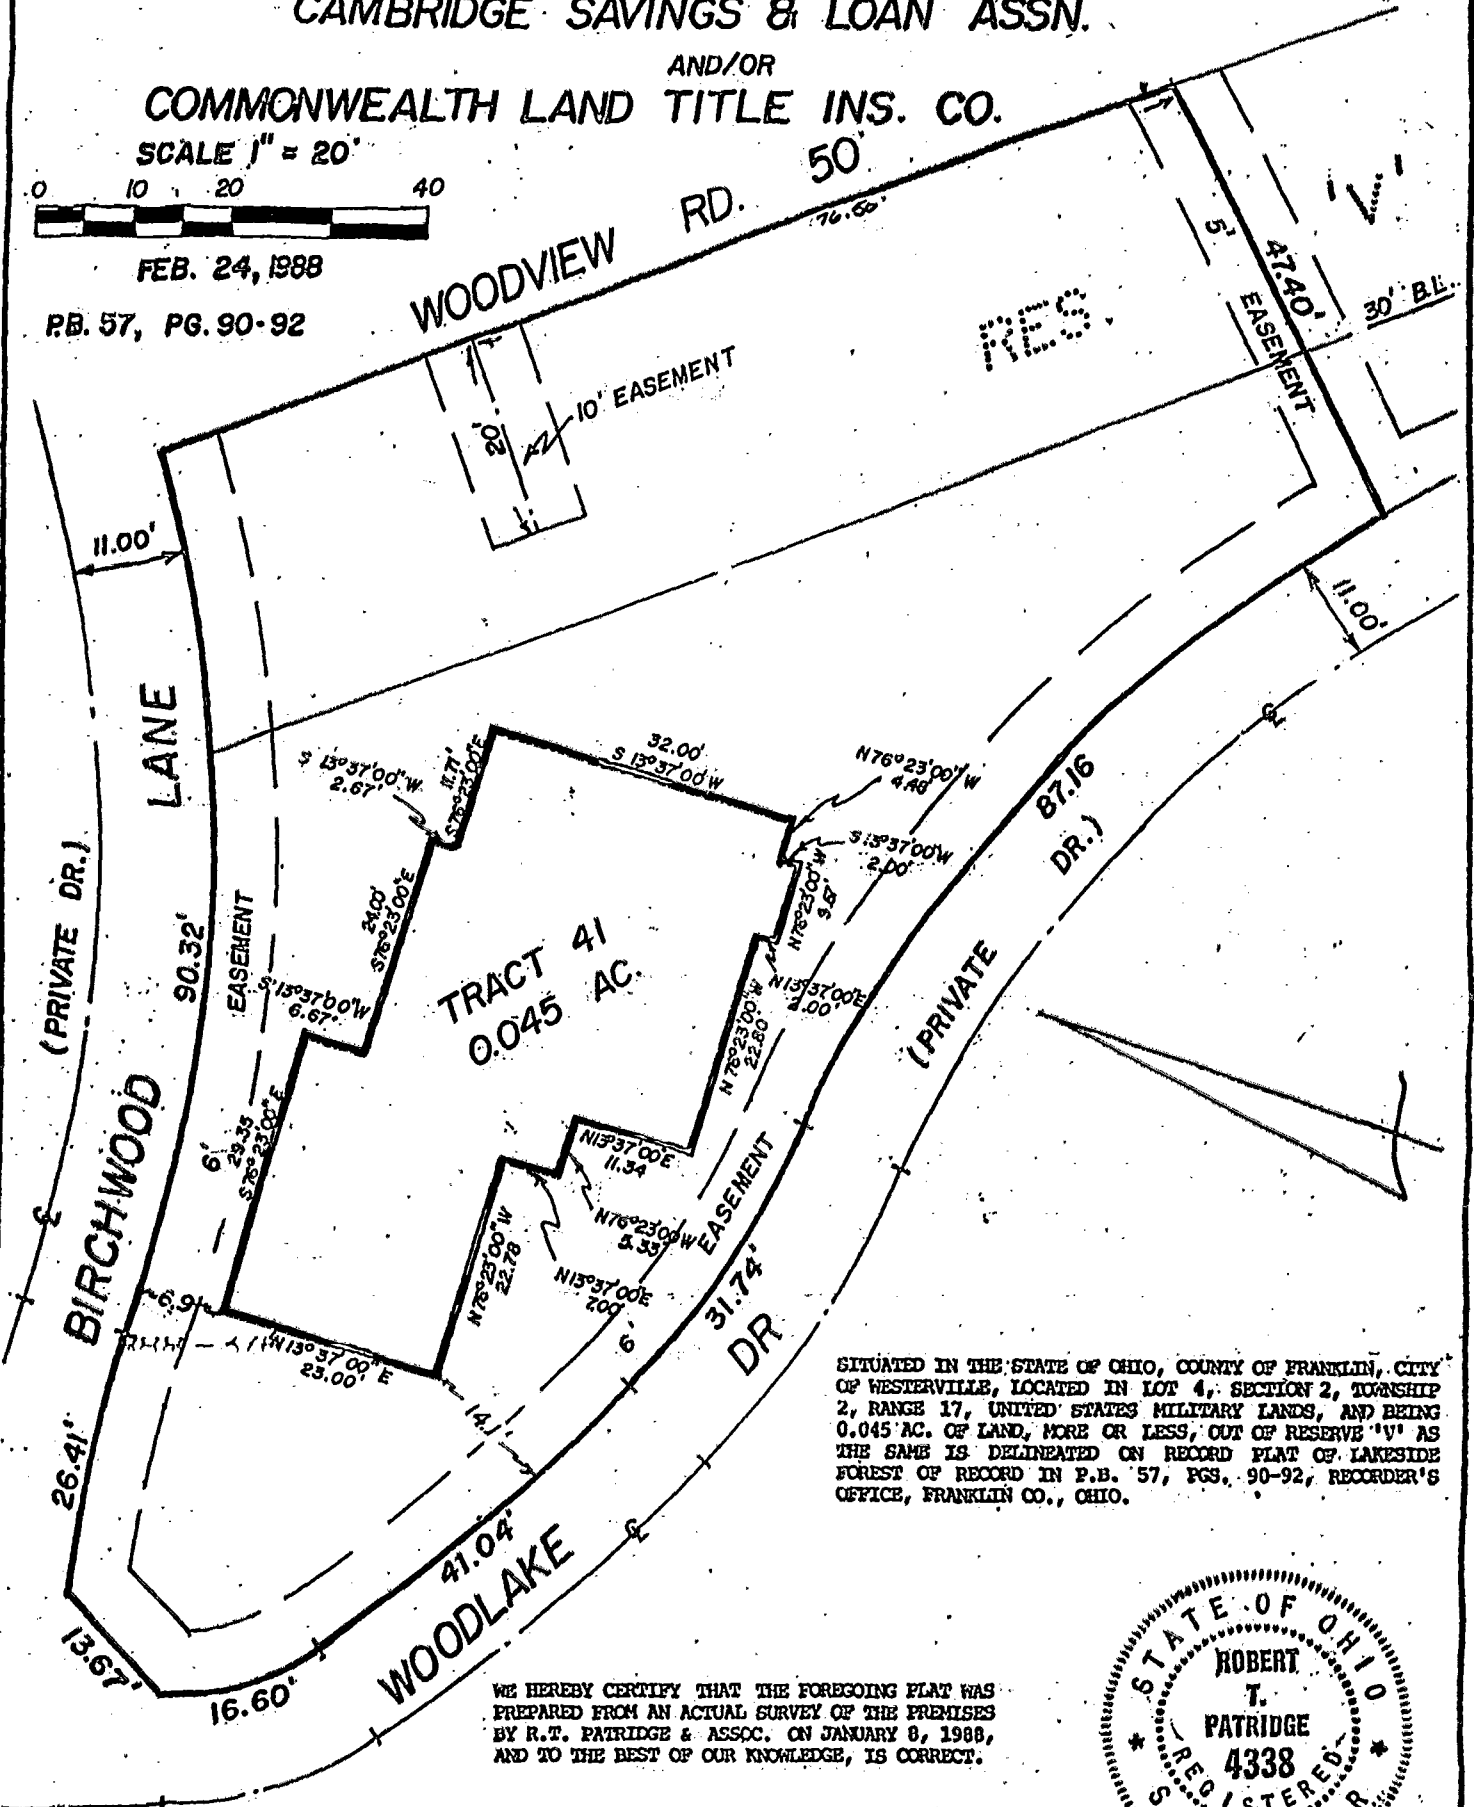 CAMBRIDGE SAVINGS & LOAN ASSN.
AND/OR
COMMONWEALTH LAND TITLE INS. CO.
SCALE 1" = 20'
0 10 20 40
FEB. 24, 1988
P.B. 57, PG. 90-92
WOODVIEW RD. 50'
76.66'
RES.
"V"
5'
EASEMENT
47.40'
30' B.L.
20'
10' EASEMENT
11.00'
11.00'
LANE
BIRCHWOOD
(PRIVATE DR.)
90.32'
EASEMENT
6'
S 13°37'00"W
2.67'
11.71'
S76°23'00"E
32.00'
S 13°37'00"W
N76°23'00"W
4.48'
S 13°37'00"W
2.00'
N76°23'00"W
9.67'
24.00'
S76°23'00"E
S 13°37'00"W
6.67'
TRACT 41
0.045 AC.
N13°37'00"E
2.00'
N76°23'00"W
22.80'
29.35
S76°23'00"E
N13°37'00"E
11.34
N76°23'00"W
5.33'
N13°37'00"E
7.00'
N76°23'00"W
22.78
6.9
N13°37'00"E
23.00'
14.1'
87.16
(PRIVATE DR.)
EASEMENT
6'
31.74'
DR
26.41'
41.04'
WOODLAKE
13.67'
16.60'
SITUATED IN THE STATE OF OHIO, COUNTY OF FRANKLIN, CITY
OF WESTERVILLE, LOCATED IN LOT 4, SECTION 2, TOWNSHIP
2, RANGE 17, UNITED STATES MILITARY LANDS, AND BEING
0.045 AC. OF LAND, MORE OR LESS, OUT OF RESERVE "V" AS
THE SAME IS DELINEATED ON RECORD PLAT OF LAKESIDE
FOREST OF RECORD IN P.B. 57, PGS. 90-92, RECORDER'S
OFFICE, FRANKLIN CO., OHIO.
WE HEREBY CERTIFY THAT THE FOREGOING PLAT WAS
PREPARED FROM AN ACTUAL SURVEY OF THE PREMISES
BY R.T. PATRIDGE & ASSOC. ON JANUARY 8, 1988,
AND TO THE BEST OF OUR KNOWLEDGE, IS CORRECT.
STATE OF OHIO
ROBERT
T.
PATRIDGE
4338
REGISTERED